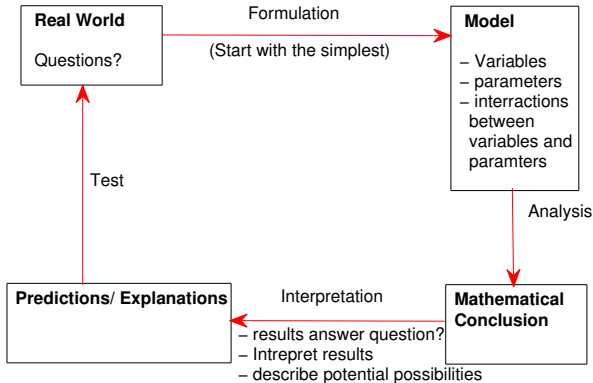 Real World
Questions?
Formulation
(Start with the simplest)
Model
– Variables
– parameters
– interractions
between
variables and
paramters
Analysis
Mathematical
Conclusion
Interpretation
– results answer question?
– Intrepret results
– describe potential possibilities
Predictions/ Explanations
Test